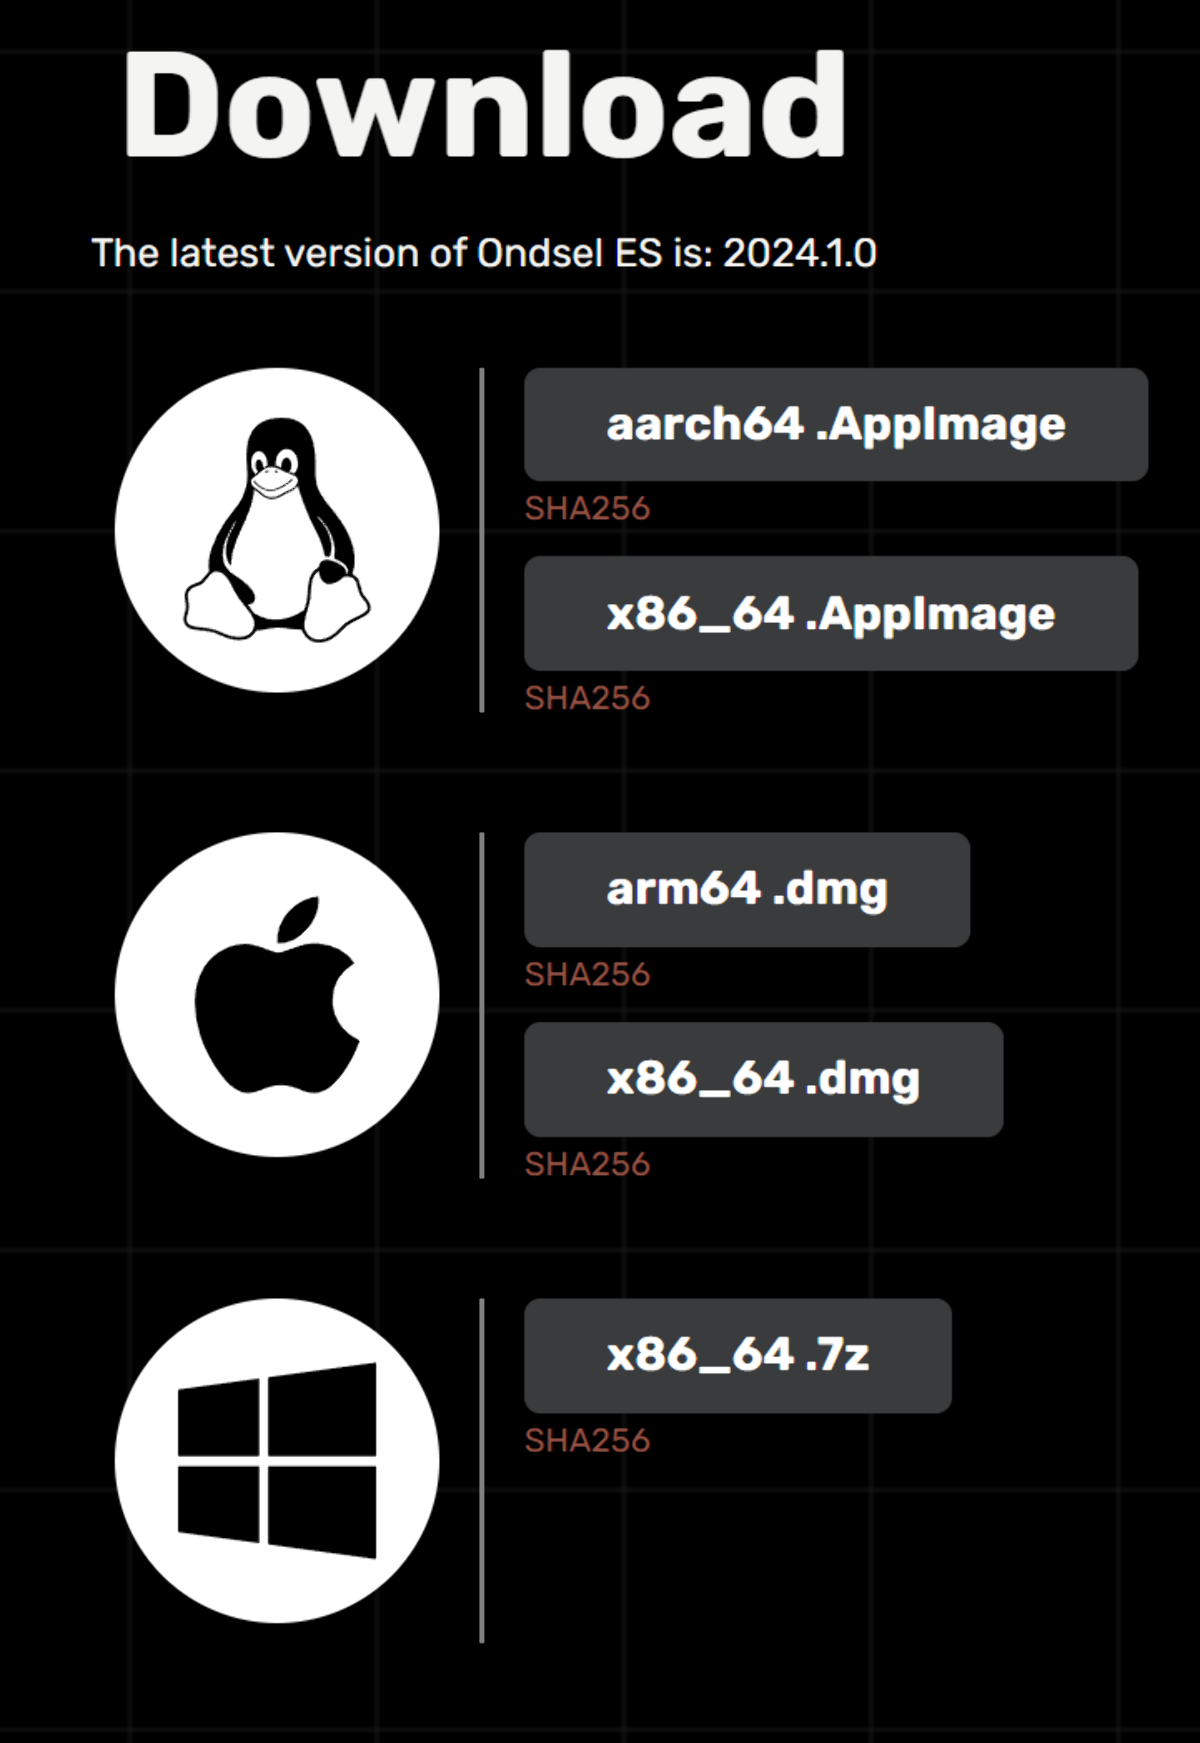 Download
The latest version of Ondsel ES is: 2024.1.0
aarch64 .AppImage
SHA256
x86_64 .AppImage
SHA256
arm64 .dmg
SHA256
x86_64 .dmg
SHA256
x86_64 .7z
SHA256